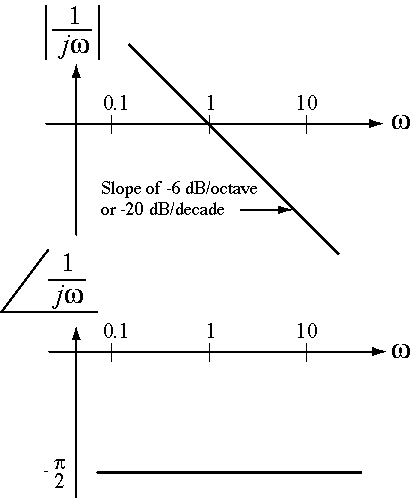 |1/jω|
0.1 1 10 ω
Slope of -6 dB/octave
or -20 dB/decade
∠1/jω
0.1 1 10 ω
- π/2